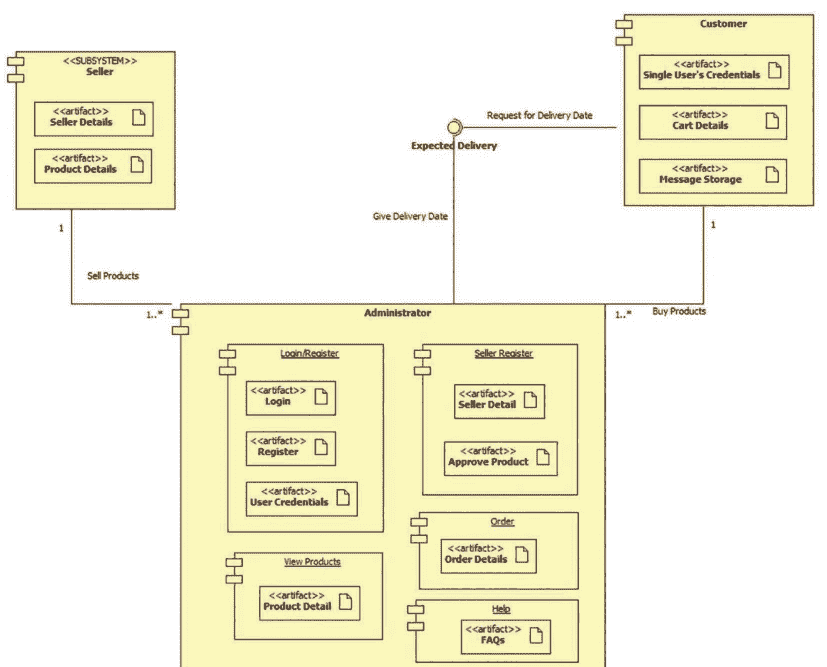 <<SUBSYSTEM>>
Seller
<<artifact>>
Seller Details
<<artifact>>
Product Details
Customer
<<artifact>>
Single User's Credentials
<<artifact>>
Cart Details
<<artifact>>
Message Storage
Request for Delivery Date
Expected Delivery
Give Delivery Date
1
Sell Products
1..*
1
1..*
Buy Products
Administrator
Login/Register
<<artifact>>
Login
<<artifact>>
Register
<<artifact>>
User Credentials
Seller Register
<<artifact>>
Seller Detail
<<artifact>>
Approve Product
Order
<<artifact>>
Order Details
View Products
<<artifact>>
Product Detail
Help
<<artifact>>
FAQs